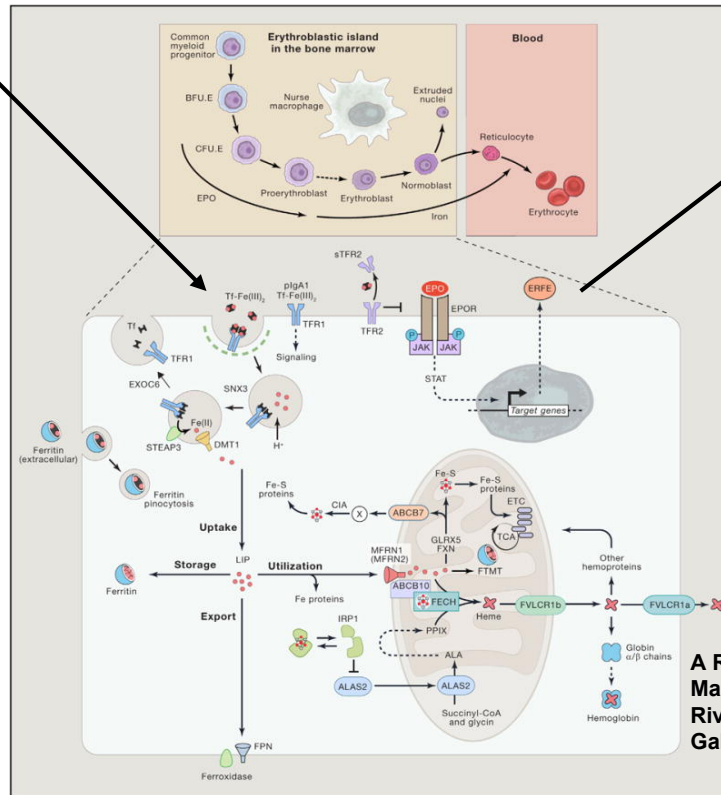 Common
myeloid
progenitor
Erythroblastic island
in the bone marrow
Blood
BFU.E
Nurse
macrophage
Extruded
nuclei
CFU.E
Reticulocyte
Proerythroblast
Erythroblast
Normoblast
EPO
Iron
Erythrocyte
sTFR2
Tf-Fe(III)2
pIgA1
Tf-Fe(III)2
TFR1
Signaling
TFR2
EPO
EPOR
P
P
JAK
JAK
STAT
ERFE
Target genes
Tf
TFR1
EXOC6
SNX3
Fe(II)
STEAP3
DMT1
H+
Ferritin
(extracellular)
Ferritin
pinocytosis
Uptake
Fe-S
proteins
CIA
X
ABCB7
Fe-S
Fe-S
proteins
ETC
TCA
GLRX5
FXN
MFRN1
(MFRN2)
FTMT
ABCB10
FECH
Heme
FVLCR1b
FVLCR1a
Other
hemoproteins
Storage
LIP
Utilization
Ferritin
Fe proteins
Export
IRP1
PPIX
ALA
ALAS2
ALAS2
Succinyl-CoA
and glycin
Globin
α/β chains
Hemoglobin
FPN
Ferroxidase
A R
Ma
Riv
Ga